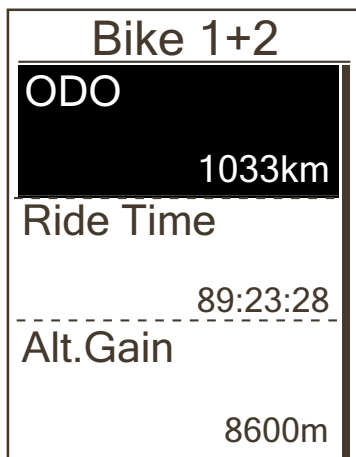 Bike 1+2
ODO
1033km
Ride Time
89:23:28
Alt.Gain
8600m